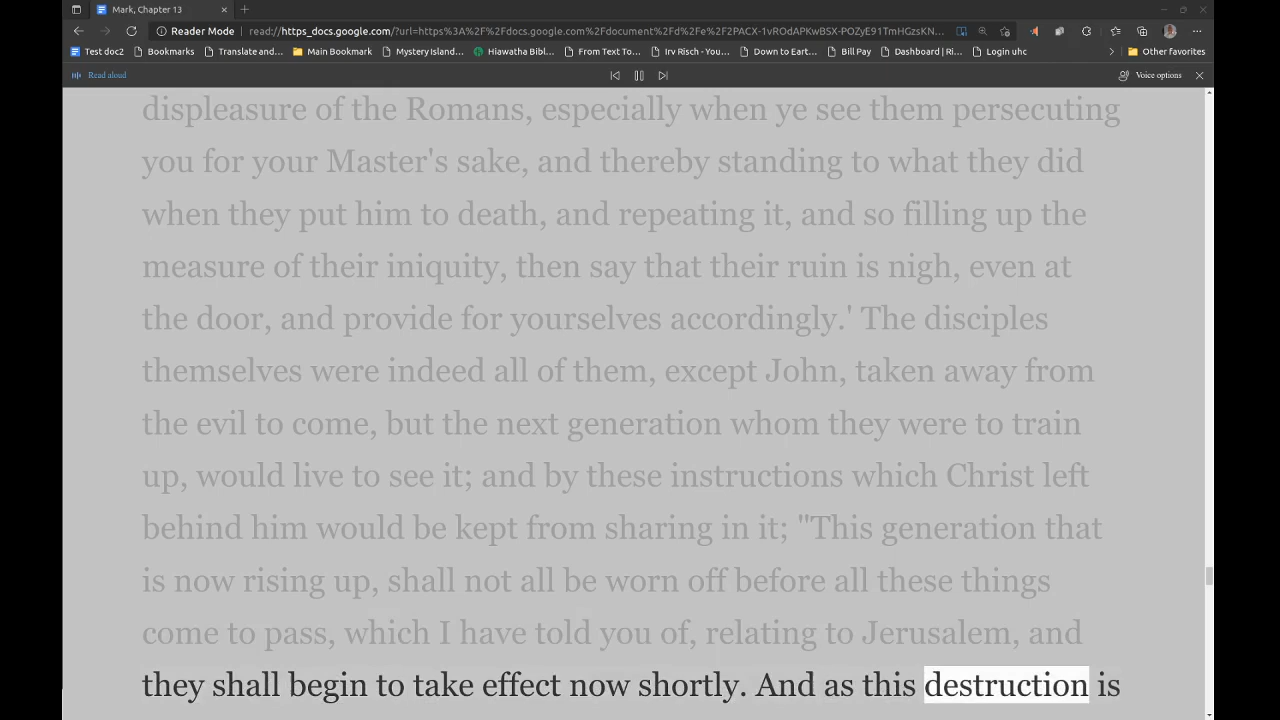 Mark, Chapter 13
Reader Mode
read://https_docs.google.com/?url=https%3A%2F%2Fdocs.google.com%2Fdocument%2Fd%2Fe%2F2PACX-1vROdAPKwBSX-POZyE91TmHGzsKN...
Test doc2
Bookmarks
Translate and...
Main Bookmark
Mystery Island...
Hiawatha Bibl...
From Text To...
Irv Risch - You...
Down to Eart...
Bill Pay
Dashboard | Ri...
Login uhc
Other favorites
Read aloud
Voice options
displeasure of the Romans, especially when ye see them persecuting
you for your Master's sake, and thereby standing to what they did
when they put him to death, and repeating it, and so filling up the
measure of their iniquity, then say that their ruin is nigh, even at
the door, and provide for yourselves accordingly.' The disciples
themselves were indeed all of them, except John, taken away from
the evil to come, but the next generation whom they were to train
up, would live to see it; and by these instructions which Christ left
behind him would be kept from sharing in it; "This generation that
is now rising up, shall not all be worn off before all these things
come to pass, which I have told you of, relating to Jerusalem, and
they shall begin to take effect now shortly. And as this destruction is